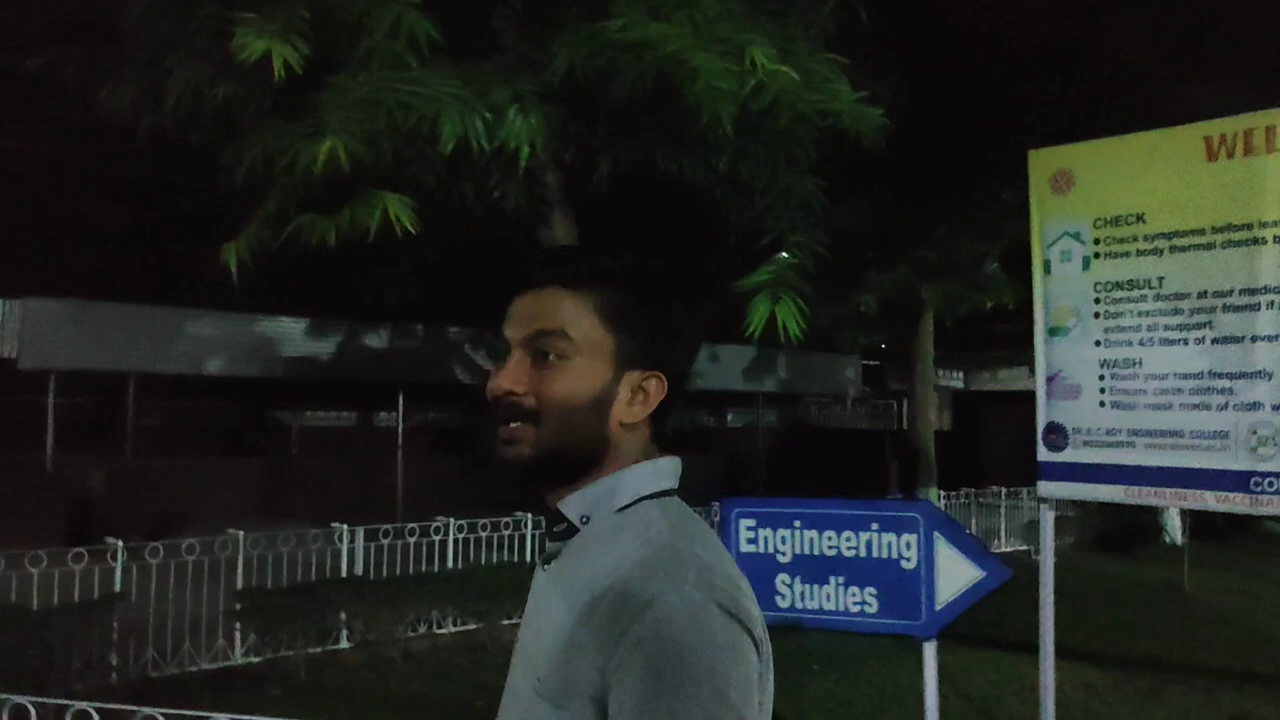 Engineering
Studies
WEL
CHECK
● Check symptoms before lea
● Have body thermal checks b
CONSULT
● Consult doctor at our medic
● Don't exclude your friend if
extend all support.
● Drink 4/5 liters of water ever
WASH
● Wash your hand frequently
● Ensure clean clothes.
● Wash mask made of cloth w
DR. B. C. ROY ENGINEERING COLLEGE
CO
CLEANLINESS, VACCINA